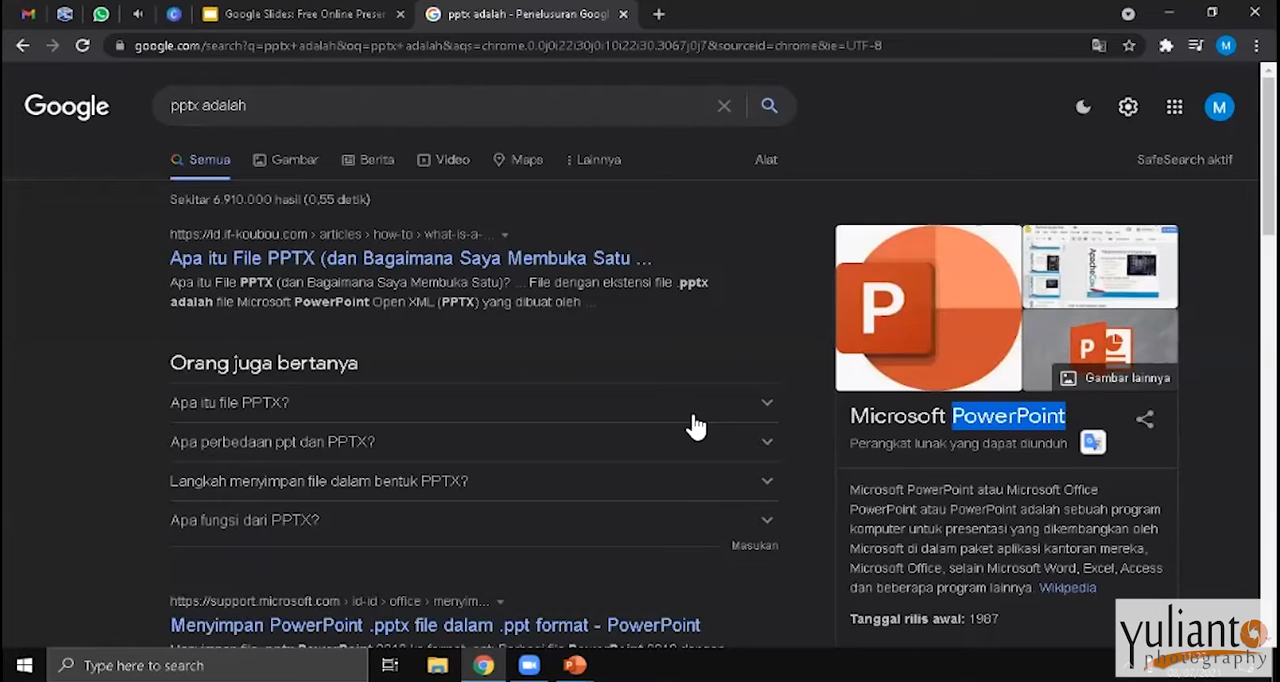 Google Slides: Free Online Preser
pptx adalah - Penelusuran Googl
google.com/search?q=pptx+adalah&oq=pptx+adalah&aqs=chrome.0.0j0i22i30j0i10i22i30.3067j0j7&sourceid=chrome&ie=UTF-8
M
Google
pptx adalah
M
Semua
Gambar
Berita
Video
Maps
Lainnya
Alat
SafeSearch aktif
Sekitar 6.910.000 hasil (0,55 detik)
https://id.if-koubou.com › articles › how-to › what-is-a-...
Apa itu File PPTX (dan Bagaimana Saya Membuka Satu ...
Apa itu File PPTX (dan Bagaimana Saya Membuka Satu)? ... File dengan ekstensi file .pptx
adalah file Microsoft PowerPoint Open XML (PPTX) yang dibuat oleh ...
Orang juga bertanya
Apa itu file PPTX?
Apa perbedaan ppt dan PPTX?
Langkah menyimpan file dalam bentuk PPTX?
Apa fungsi dari PPTX?
Masukan
https://support.microsoft.com › id-id › office › menyim...
Menyimpan PowerPoint .pptx file dalam .ppt format - PowerPoint
P
P
Gambar lainnya
Microsoft PowerPoint
Perangkat lunak yang dapat diunduh
Microsoft PowerPoint atau Microsoft Office
PowerPoint atau PowerPoint adalah sebuah program
komputer untuk presentasi yang dikembangkan oleh
Microsoft di dalam paket aplikasi kantoran mereka,
Microsoft Office, selain Microsoft Word, Excel, Access
dan beberapa program lainnya. Wikipedia
Tanggal rilis awal: 1987
yulianto
photography
Type here to search